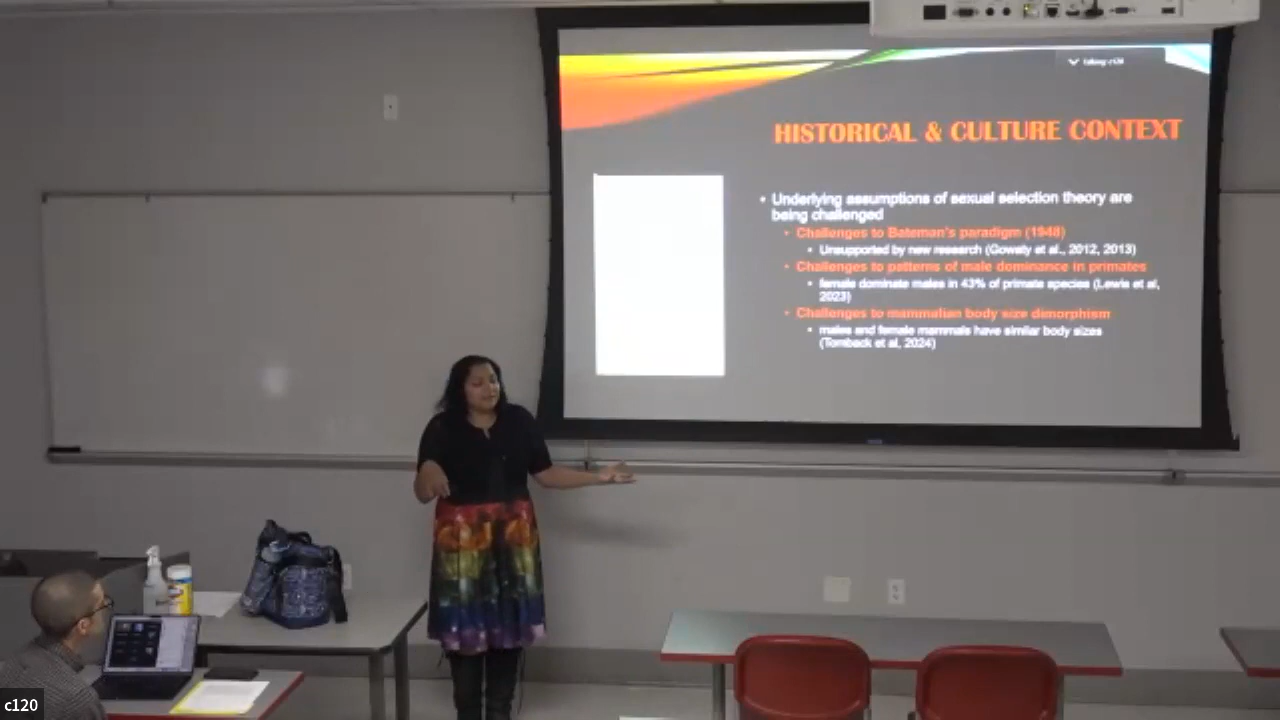 HISTORICAL & CULTURE CONTEXT
• Underlying assumptions of sexual selection theory are
being challenged
• Challenges to Bateman's paradigm (1948)
• Unsupported by new research (Gowaty et al., 2012, 2013)
• Challenges to patterns of male dominance in primates
• female dominate males in 43% of primate species (Lewis et al,
2023)
• Challenges to mammalian body size dimorphism
• males and female mammals have similar body sizes
(Tombeck et al, 2024)
c120